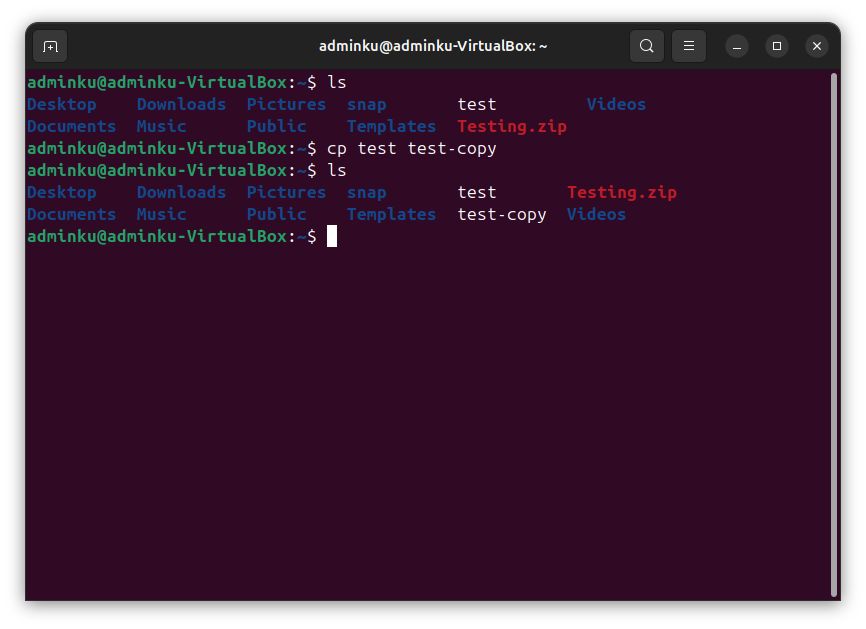 adminku@adminku-VirtualBox: ~
adminku@adminku-VirtualBox:~$ ls
Desktop    Downloads  Pictures  snap       test         Videos
Documents  Music      Public    Templates  Testing.zip
adminku@adminku-VirtualBox:~$ cp test test-copy
adminku@adminku-VirtualBox:~$ ls
Desktop    Downloads  Pictures  snap       test       Testing.zip
Documents  Music      Public    Templates  test-copy  Videos
adminku@adminku-VirtualBox:~$